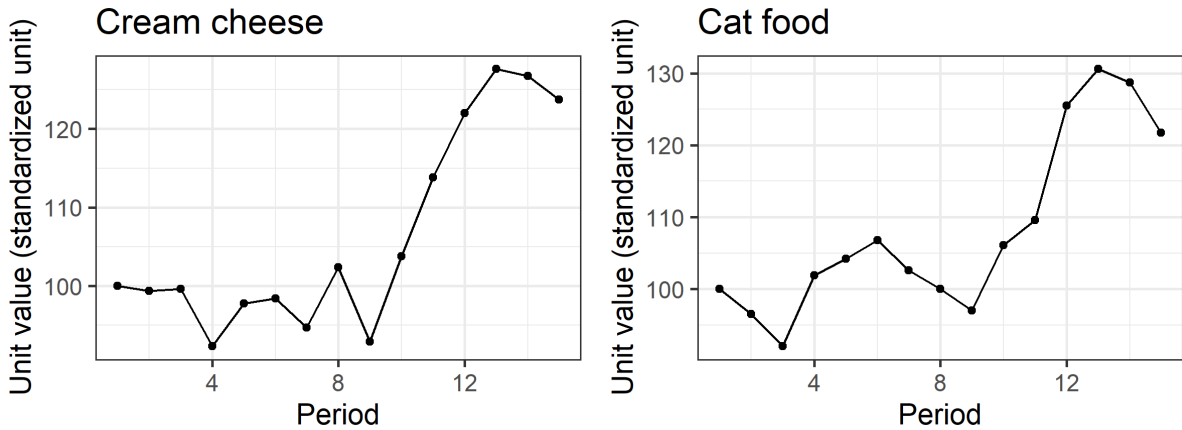 Cream cheese
Unit value (standardized unit)
120
110
100
4
8
12
Period
Cat food
Unit value (standardized unit)
130
120
110
100
4
8
12
Period